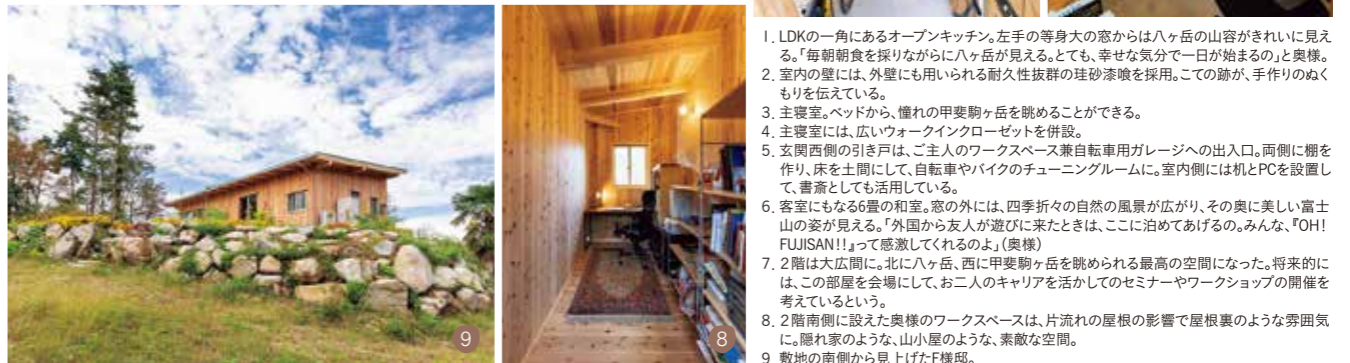 1. LDKの一角にあるオープンキッチン。左手の等身大の窓からは八ヶ岳の山容がきれいに見え
る。「毎朝朝食を採りながらに八ヶ岳が見える。とても、幸せな気分で一日が始まるの」と奥様。
2. 室内の壁には、外壁にも用いられる耐久性抜群の珪砂漆喰を採用。こての跡が、手作りのぬく
もりを伝えている。
3. 主寝室。ベッドから、憧れの甲斐駒ヶ岳を眺めることができる。
4. 主寝室には、広いウォークインクローゼットを併設。
5. 玄関西側の引き戸は、ご主人のワークスペース兼自転車用ガレージへの出入口。両側に棚を
作り、床を土間にして、自転車やバイクのチューニングルームに。室内側には机とPCを設置し
て、書斎としても活用している。
6. 客室にもなる6畳の和室。窓の外には、四季折々の自然の風景が広がり、その奥に美しい富士
山の姿が見える。「外国から友人が遊びに来たときは、ここに泊めてあげるの。みんな、『OH!
FUJISAN!!』って感激してくれるのよ」(奥様)
7. 2階は大広間に。北に八ヶ岳、西に甲斐駒ヶ岳を眺められる最高の空間になった。将来的に
は、この部屋を会場にして、お二人のキャリアを活かしてのセミナーやワークショップの開催を
考えているという。
8. 2階南側に設えた奥様のワークスペースは、片流れの屋根の影響で屋根裏のような雰囲気
に。隠れ家のような、山小屋のような、素敵な空間。
9. 敷地の南側から見上げたF様邸。
9
8